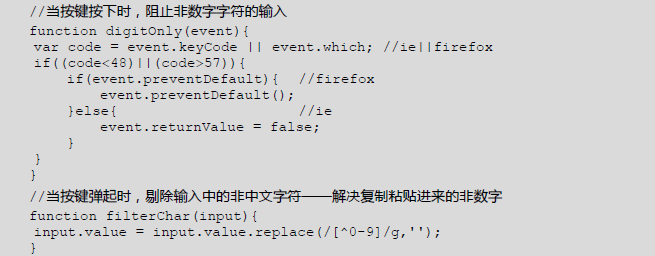 //当按键按下时，阻止非数字字符的输入
function digitOnly(event){
var code = event.keyCode || event.which; //ie||firefox
if((code<48)||(code>57)){
if(event.preventDefault){ //firefox
event.preventDefault();
}else{ //ie
event.returnValue = false;
}
}
}
//当按键弹起时，剔除输入中的非中文字符——解决复制粘贴进来的非数字
function filterChar(input){
input.value = input.value.replace(/[^0-9]/g,'');
}